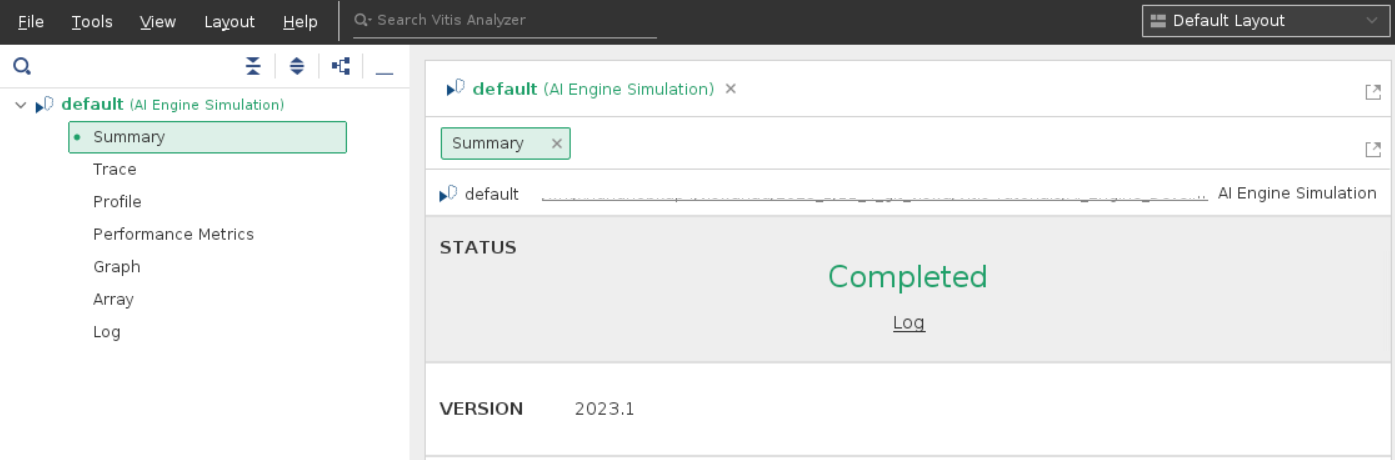 File Tools View Layout Help Search Vitis Analyzer Default Layout
default (AI Engine Simulation)
Summary
Trace
Profile
Performance Metrics
Graph
Array
Log
default (AI Engine Simulation)
Summary
default AI Engine Simulation
STATUS
Completed
Log
VERSION 2023.1